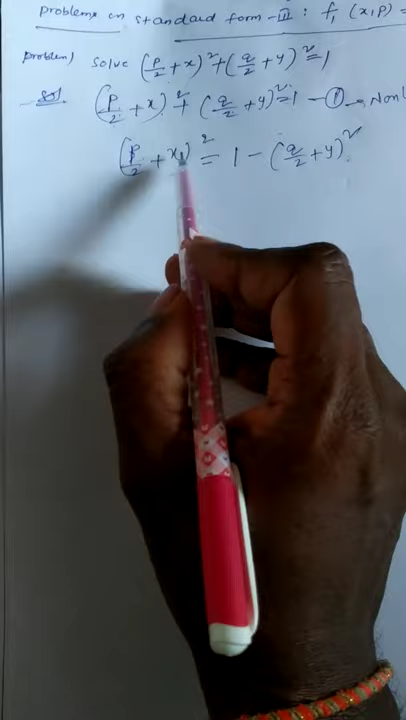 problems on standard form-III: f₁ (x,p) =
problem) solve (p/2 + x)² + (q/2 + y)² = 1
Sol (p/2 + x)² + (q/2 + y)² = 1 — ① → Nonl
(p/2 + x)² = 1 - (q/2 + y)²